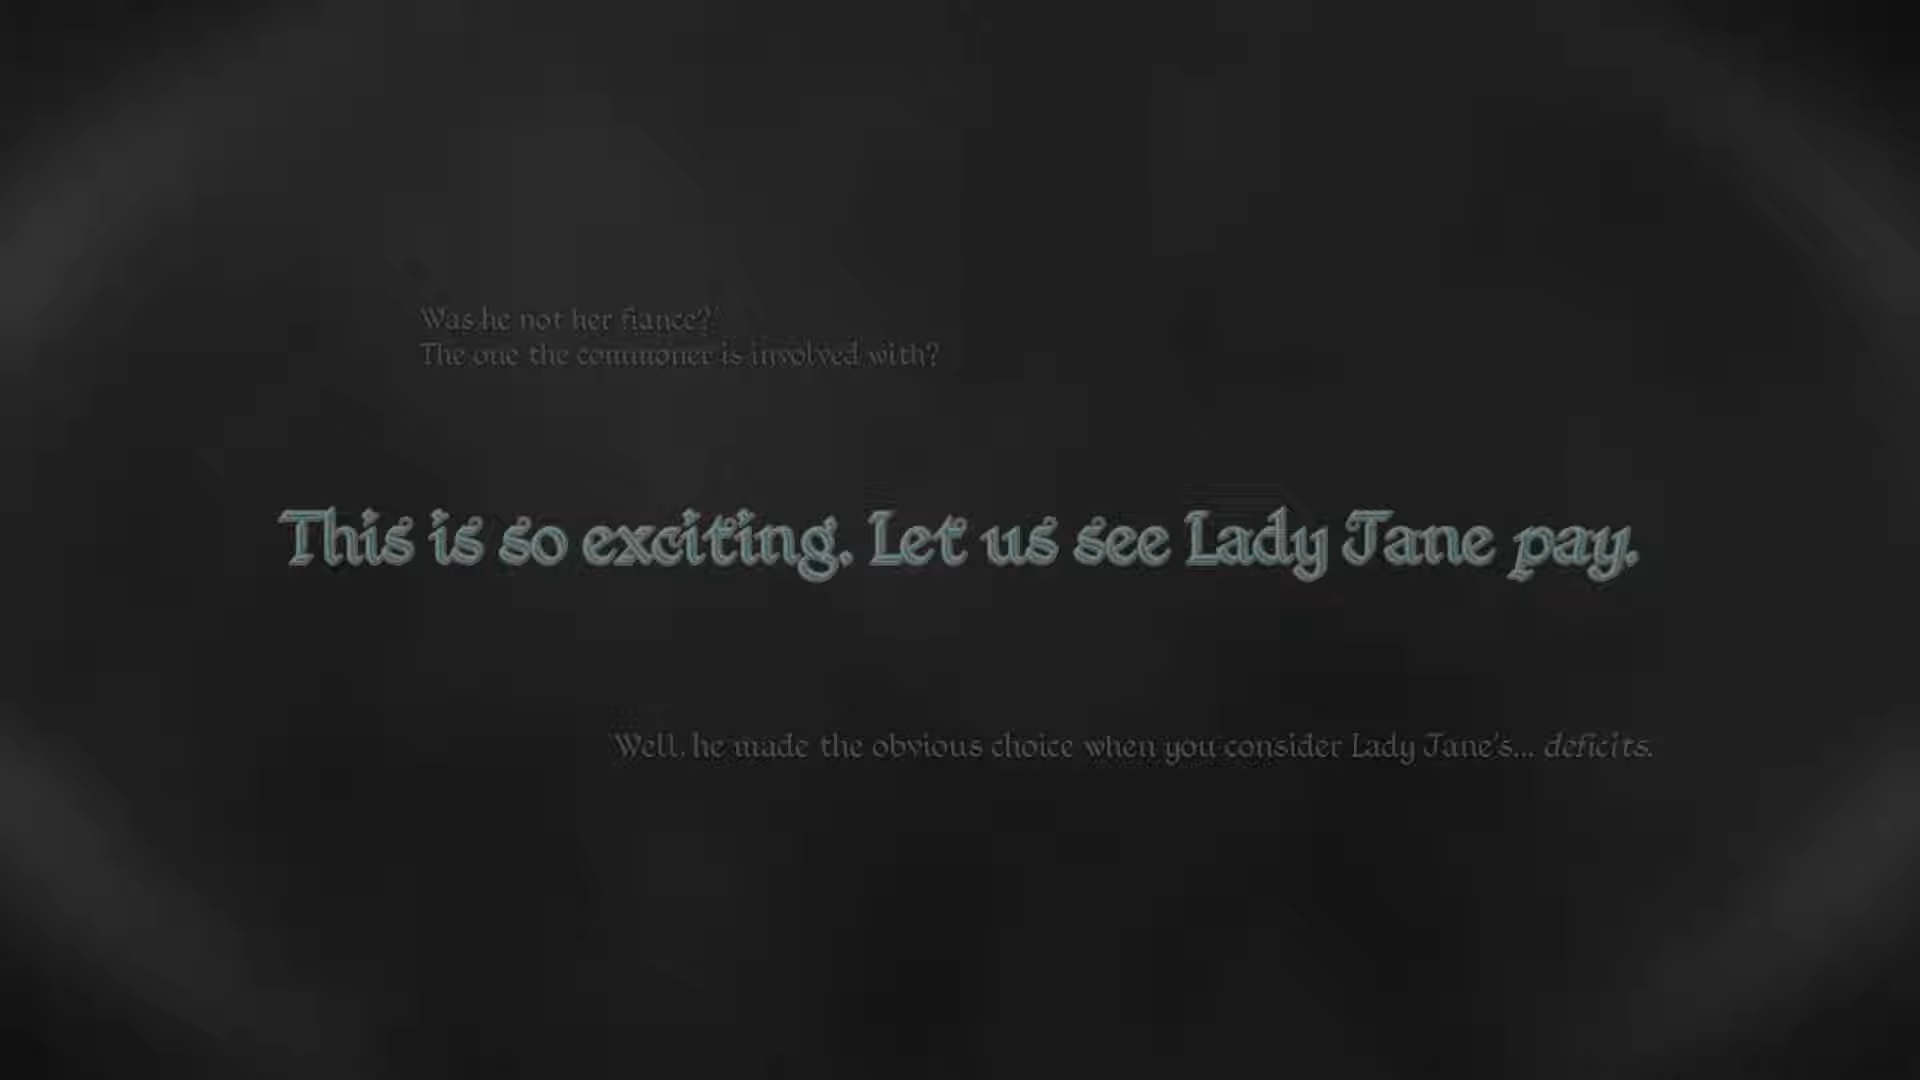 Was he not her fiance?
The one the commoner is involved with?
This is so exciting. Let us see Lady Jane pay.
Well, he made the obvious choice when you consider Lady Jane's... deficits.